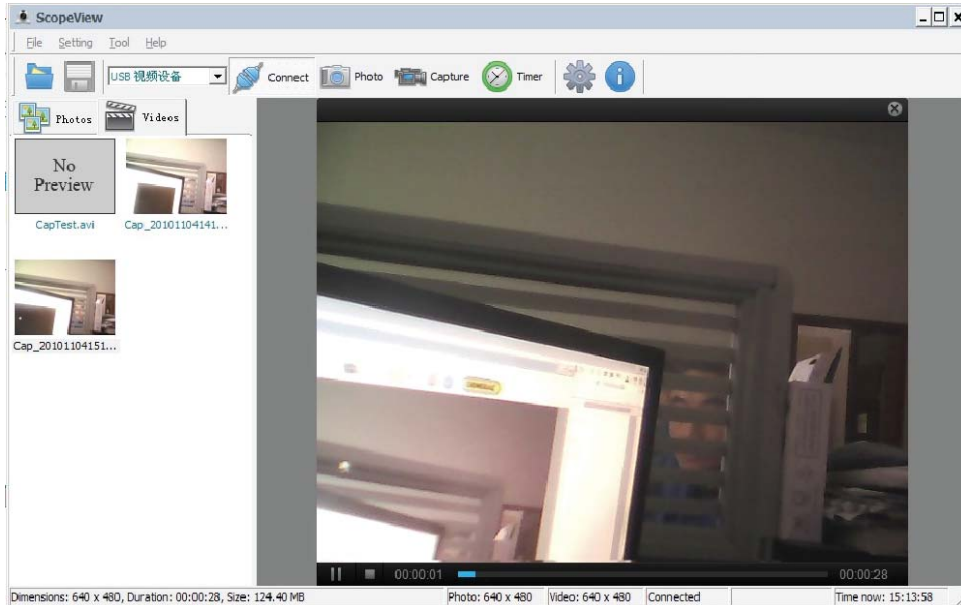 ScopeView
File Setting Tool Help
USB 视频设备
Connect
Photo
Capture
Timer
Photos
Videos
No
Preview
CapTest.avi
Cap_20101104141...
Cap_20101104151...
00:00:01
00:00:28
Dimensions: 640 x 480, Duration: 00:00:28, Size: 124.40 MB
Photo: 640 x 480
Video: 640 x 480
Connected
Time now: 15:13:58